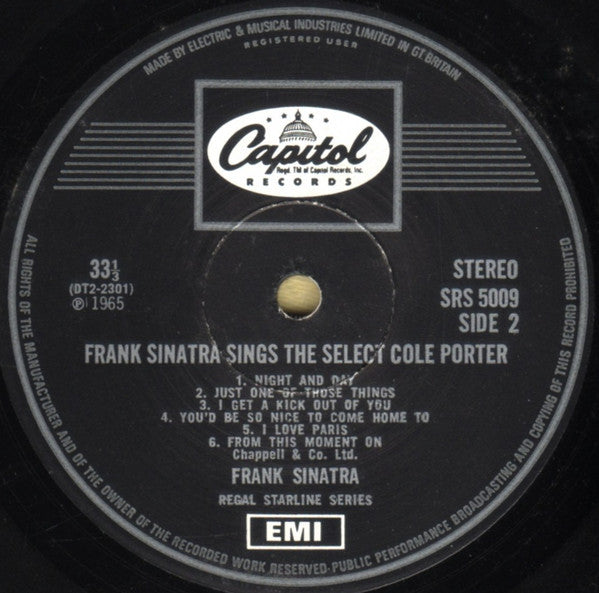 MADE BY ELECTRIC & MUSICAL INDUSTRIES LIMITED IN GT. BRITAIN
REGISTERED USER
Capitol
Regd. TM of Capitol Records, Inc.
RECORDS
33⅓
(DT2-2301)
℗ 1965
STEREO
SRS 5009
SIDE 2
FRANK SINATRA SINGS THE SELECT COLE PORTER
1. NIGHT AND DAY
2. JUST ONE OF THOSE THINGS
3. I GET A KICK OUT OF YOU
4. YOU'D BE SO NICE TO COME HOME TO
5. I LOVE PARIS
6. FROM THIS MOMENT ON
Chappell & Co. Ltd.
FRANK SINATRA
REGAL STARLINE SERIES
EMI
ALL RIGHTS OF THE MANUFACTURER AND OF THE OWNER OF THE RECORDED WORK RESERVED·PUBLIC PERFORMANCE BROADCASTING AND COPYING OF THIS RECORD PROHIBITED